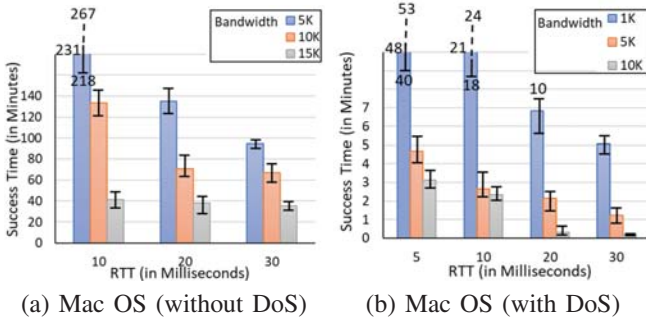 267
231
218
Bandwidth
5K
10K
15K
Success Time (in Minutes)
140
120
100
80
60
40
20
0
10
20
30
RTT (in Milliseconds)
(a) Mac OS (without DoS)
53
48
40
24
21
18
10
Bandwidth
1K
5K
10K
Success Time (in Minutes)
7
6
5
4
3
2
1
0
5
10
20
30
RTT (in Milliseconds)
(b) Mac OS (with DoS)